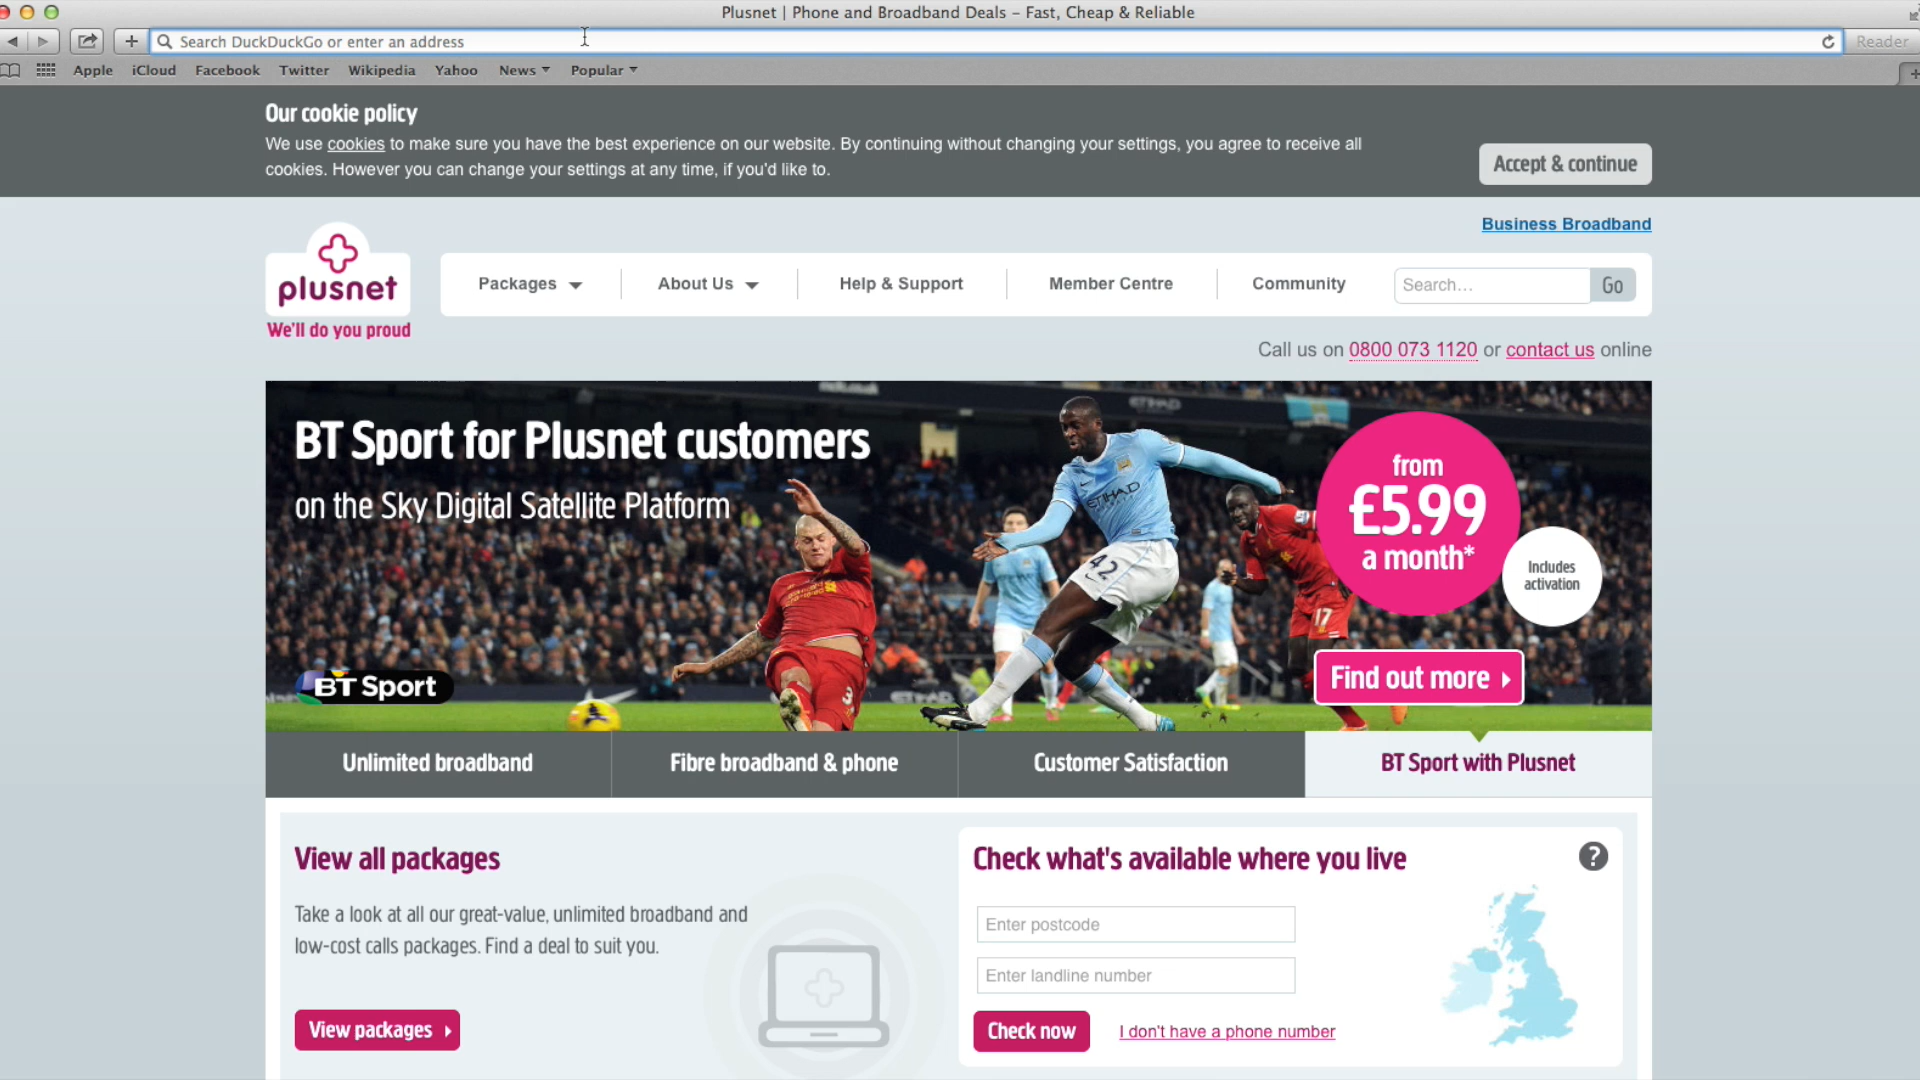 Plusnet | Phone and Broadband Deals – Fast, Cheap & Reliable
Search DuckDuckGo or enter an address
Reader
Apple iCloud Facebook Twitter Wikipedia Yahoo News Popular
Our cookie policy
We use cookies to make sure you have the best experience on our website. By continuing without changing your settings, you agree to receive all
cookies. However you can change your settings at any time, if you'd like to.
Accept & continue
Business Broadband
plusnet
We'll do you proud
Packages About Us Help & Support Member Centre Community Search... Go
Call us on 0800 073 1120 or contact us online
BT Sport for Plusnet customers
on the Sky Digital Satellite Platform
from
£5.99
a month*
Includes
activation
ETIHAD
ETIHAD
42
17
3
BT Sport
Find out more
Unlimited broadband
Fibre broadband & phone
Customer Satisfaction
BT Sport with Plusnet
View all packages
Take a look at all our great-value, unlimited broadband and
low-cost calls packages. Find a deal to suit you.
View packages
Check what's available where you live
?
Enter postcode
Enter landline number
Check now
I don't have a phone number